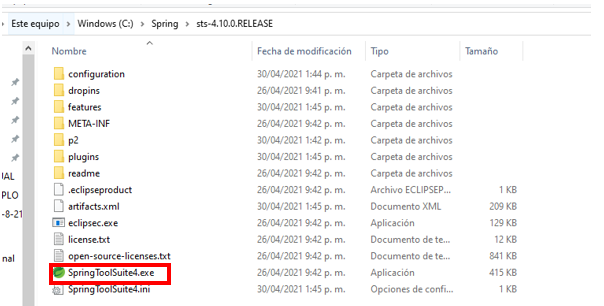 Este equipo > Windows (C:) > Spring > sts-4.10.0.RELEASE
Nombre Fecha de modificación Tipo Tamaño
configuration 30/04/2021 1:44 p. m. Carpeta de archivos
dropins 26/04/2021 9:41 p. m. Carpeta de archivos
features 30/04/2021 1:45 p. m. Carpeta de archivos
META-INF 26/04/2021 9:42 p. m. Carpeta de archivos
p2 30/04/2021 1:44 p. m. Carpeta de archivos
plugins 30/04/2021 1:45 p. m. Carpeta de archivos
readme 26/04/2021 9:42 p. m. Carpeta de archivos
UAL .eclipseproduct 26/04/2021 9:42 p. m. Archivo ECLIPSEP... 1 KB
PLO artifacts.xml 30/04/2021 1:45 p. m. Documento XML 209 KB
-8-21 eclipsec.exe 26/04/2021 9:42 p. m. Aplicación 129 KB
license.txt 26/04/2021 9:42 p. m. Documento de te... 12 KB
nal open-source-licenses.txt 26/04/2021 9:42 p. m. Documento de te... 841 KB
SpringToolSuite4.exe 26/04/2021 9:42 p. m. Aplicación 415 KB
SpringToolSuite4.ini 30/04/2021 1:45 p. m. Opciones de confi... 1 KB